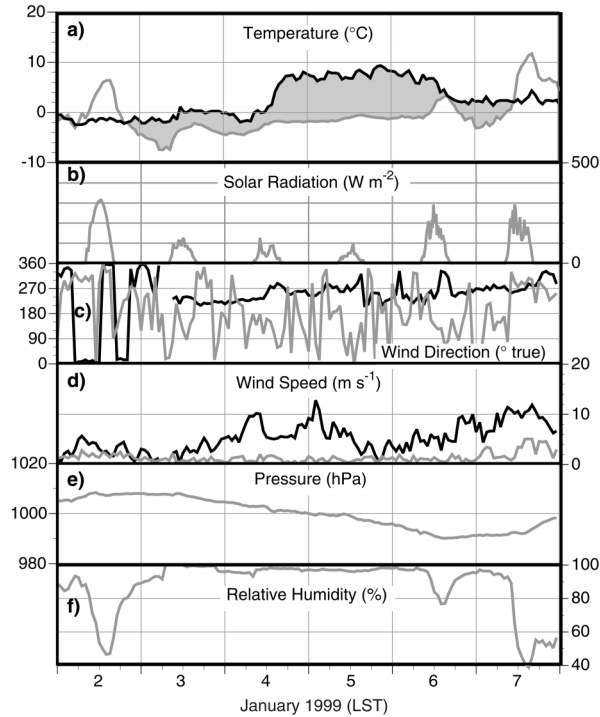 20
a)
Temperature (°C)
10
0
-10
500
b)
Solar Radiation (W m-2)
0
360
270
180
90
0
c)
Wind Direction (° true)
20
d)
Wind Speed (m s-1)
10
0
1020
e)
Pressure (hPa)
1000
980
100
f)
Relative Humidity (%)
80
60
40
2 3 4 5 6 7
January 1999 (LST)